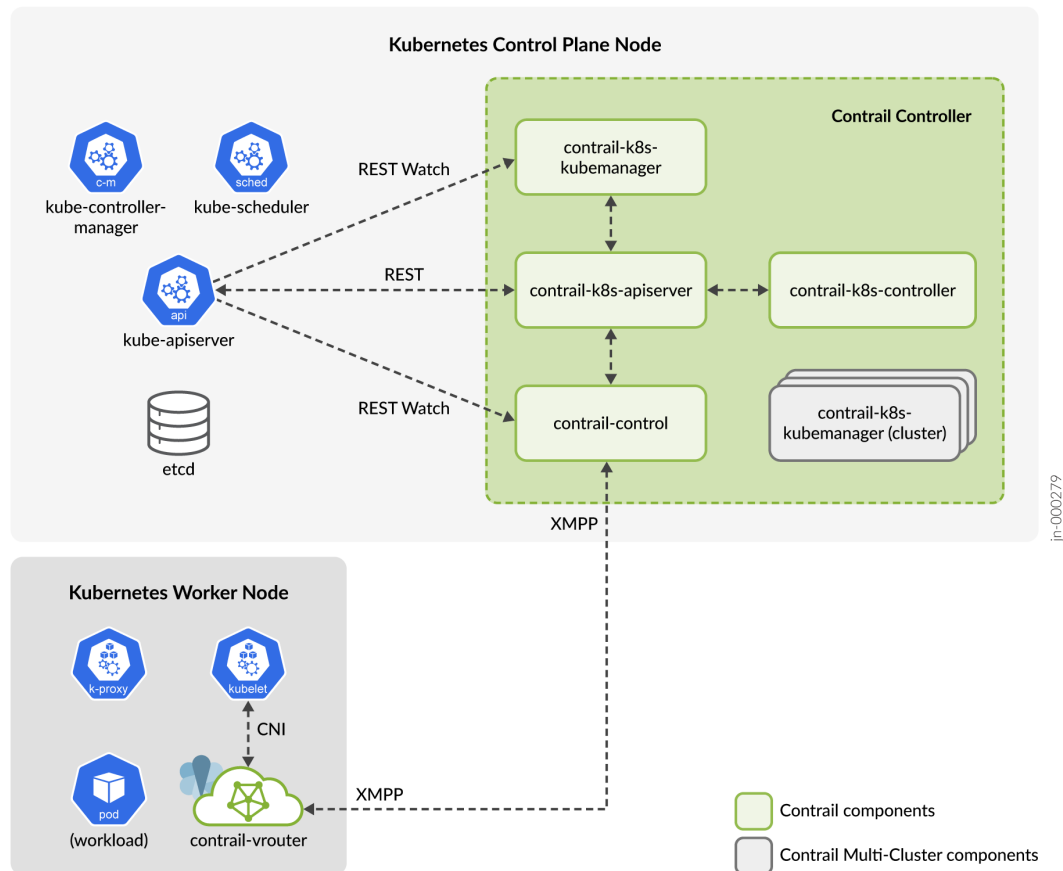 Kubernetes Control Plane Node
Contrail Controller
contrail-k8s-
kubemanager
REST Watch
c-m
sched
kube-controller-
manager
kube-scheduler
REST
contrail-k8s-apiserver
contrail-k8s-controller
api
kube-apiserver
REST Watch
contrail-control
contrail-k8s-
kubemanager (cluster)
etcd
XMPP
jn-000279
Kubernetes Worker Node
k-proxy
kubelet
CNI
XMPP
pod
(workload)
contrail-vrouter
Contrail components
Contrail Multi-Cluster components